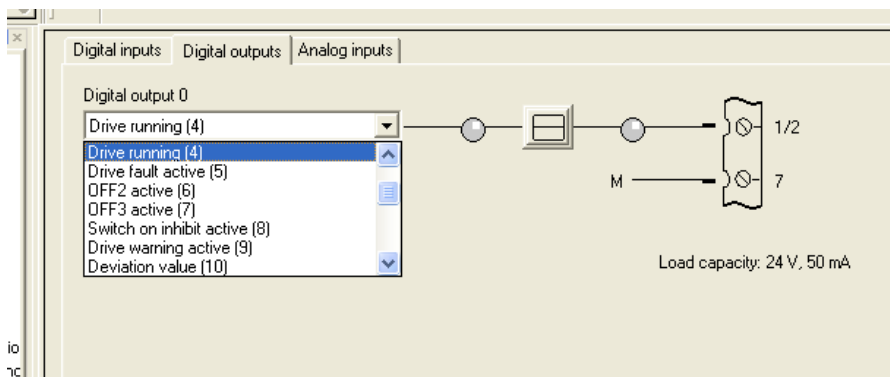 Digital inputs Digital outputs Analog inputs
Digital output 0
Drive running (4)
Drive running (4)
Drive fault active (5)
OFF2 active (6)
OFF3 active (7)
Switch on inhibit active (8)
Drive warning active (9)
Deviation value (10)
1/2
M
7
Load capacity: 24 V, 50 mA
io